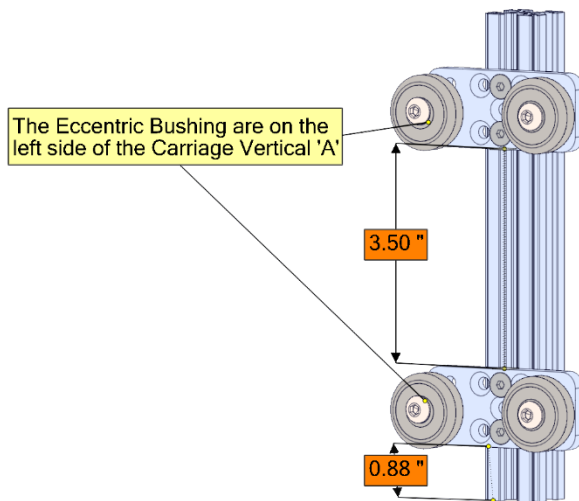 The Eccentric Bushing are on the
left side of the Carriage Vertical 'A'
3.50 "
0.88 "